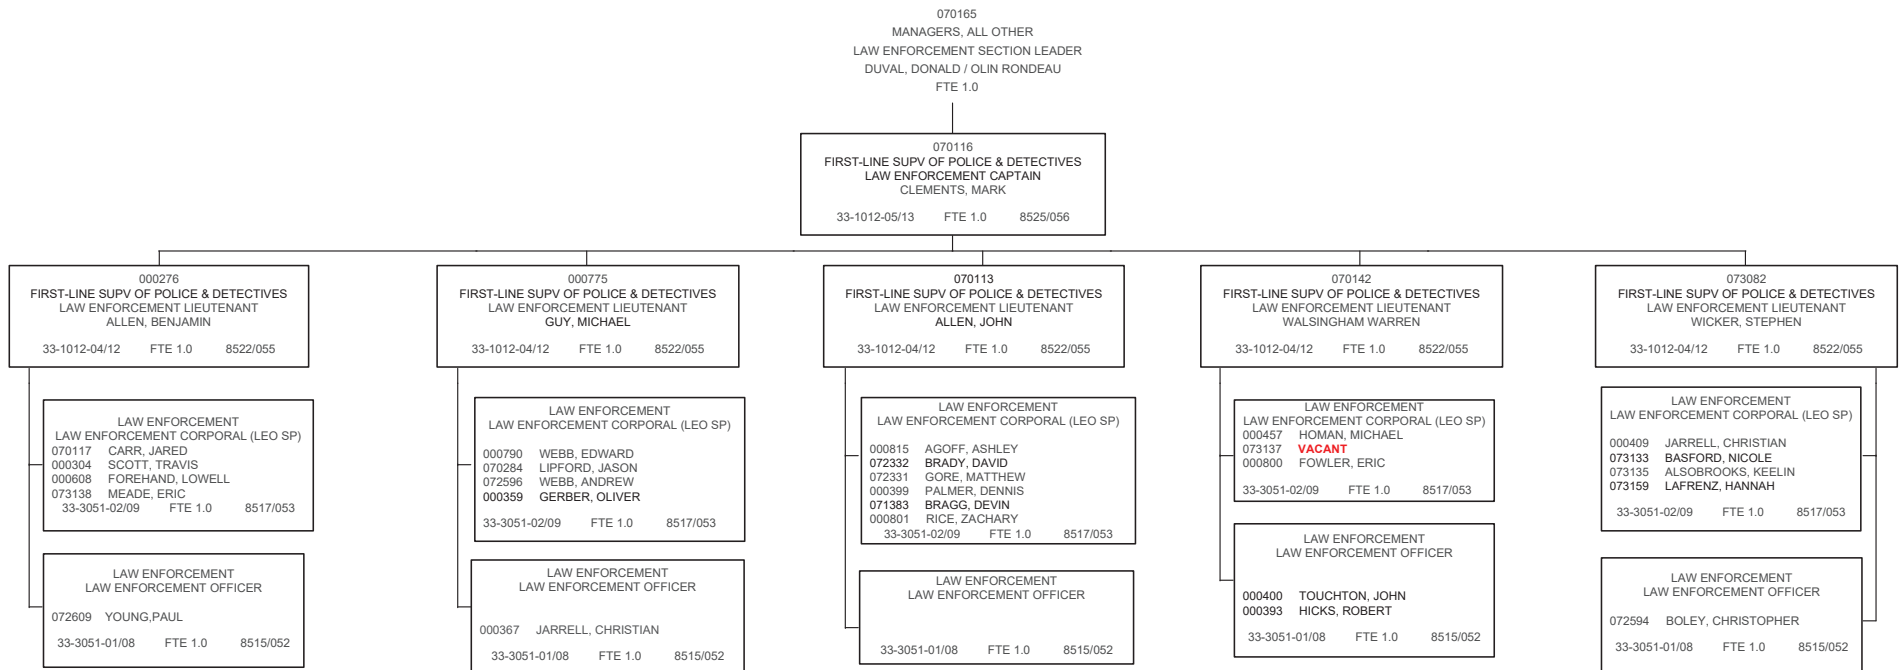 070165
MANAGERS, ALL OTHER
LAW ENFORCEMENT SECTION LEADER
DUVAL, DONALD / OLIN RONDEAU
FTE 1.0
070116
FIRST-LINE SUPV OF POLICE & DETECTIVES
LAW ENFORCEMENT CAPTAIN
CLEMENTS, MARK
33-1012-05/13 FTE 1.0 8525/056
000276
FIRST-LINE SUPV OF POLICE & DETECTIVES
LAW ENFORCEMENT LIEUTENANT
ALLEN, BENJAMIN
33-1012-04/12 FTE 1.0 8522/055
LAW ENFORCEMENT
LAW ENFORCEMENT CORPORAL (LEO SP)
070117 CARR, JARED
000304 SCOTT, TRAVIS
000608 FOREHAND, LOWELL
073138 MEADE, ERIC
33-3051-02/09 FTE 1.0 8517/053
LAW ENFORCEMENT
LAW ENFORCEMENT OFFICER
072609 YOUNG,PAUL
33-3051-01/08 FTE 1.0 8515/052
000775
FIRST-LINE SUPV OF POLICE & DETECTIVES
LAW ENFORCEMENT LIEUTENANT
GUY, MICHAEL
33-1012-04/12 FTE 1.0 8522/055
LAW ENFORCEMENT
LAW ENFORCEMENT CORPORAL (LEO SP)
000790 WEBB, EDWARD
070284 LIPFORD, JASON
072596 WEBB, ANDREW
000359 GERBER, OLIVER
33-3051-02/09 FTE 1.0 8517/053
LAW ENFORCEMENT
LAW ENFORCEMENT OFFICER
000367 JARRELL, CHRISTIAN
33-3051-01/08 FTE 1.0 8515/052
070113
FIRST-LINE SUPV OF POLICE & DETECTIVES
LAW ENFORCEMENT LIEUTENANT
ALLEN, JOHN
33-1012-04/12 FTE 1.0 8522/055
LAW ENFORCEMENT
LAW ENFORCEMENT CORPORAL (LEO SP)
000815 AGOFF, ASHLEY
072332 BRADY, DAVID
072331 GORE, MATTHEW
000399 PALMER, DENNIS
071383 BRAGG, DEVIN
000801 RICE, ZACHARY
33-3051-02/09 FTE 1.0 8517/053
LAW ENFORCEMENT
LAW ENFORCEMENT OFFICER
33-3051-01/08 FTE 1.0 8515/052
070142
FIRST-LINE SUPV OF POLICE & DETECTIVES
LAW ENFORCEMENT LIEUTENANT
WALSINGHAM WARREN
33-1012-04/12 FTE 1.0 8522/055
LAW ENFORCEMENT
LAW ENFORCEMENT CORPORAL (LEO SP)
000457 HOMAN, MICHAEL
073137 VACANT
000800 FOWLER, ERIC
33-3051-02/09 FTE 1.0 8517/053
LAW ENFORCEMENT
LAW ENFORCEMENT OFFICER
000400 TOUCHTON, JOHN
000393 HICKS, ROBERT
33-3051-01/08 FTE 1.0 8515/052
073082
FIRST-LINE SUPV OF POLICE & DETECTIVES
LAW ENFORCEMENT LIEUTENANT
WICKER, STEPHEN
33-1012-04/12 FTE 1.0 8522/055
LAW ENFORCEMENT
LAW ENFORCEMENT CORPORAL (LEO SP)
000409 JARRELL, CHRISTIAN
073133 BASFORD, NICOLE
073135 ALSOBROOKS, KEELIN
073159 LAFRENZ, HANNAH
33-3051-02/09 FTE 1.0 8517/053
LAW ENFORCEMENT
LAW ENFORCEMENT OFFICER
072594 BOLEY, CHRISTOPHER
33-3051-01/08 FTE 1.0 8515/052